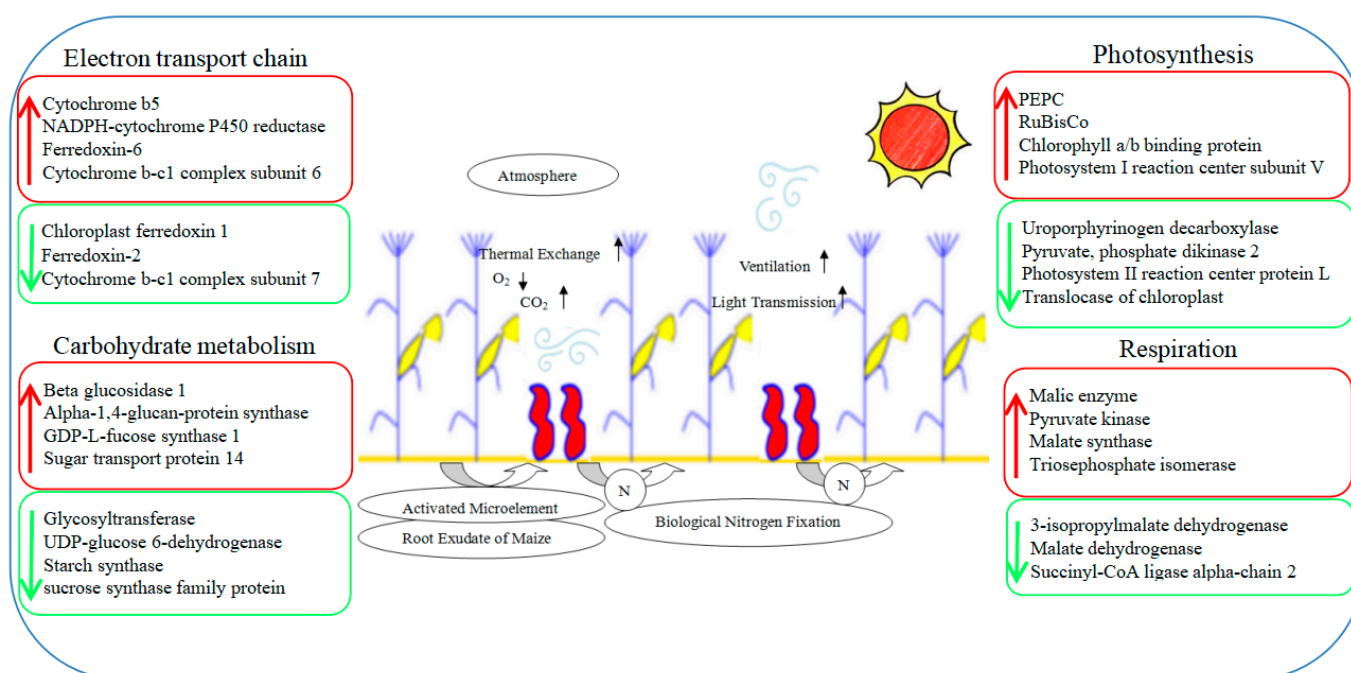 Electron transport chain
Cytochrome b5
NADPH-cytochrome P450 reductase
Ferredoxin-6
Cytochrome b-c1 complex subunit 6
Chloroplast ferredoxin 1
Ferredoxin-2
Cytochrome b-c1 complex subunit 7
Carbohydrate metabolism
Beta glucosidase 1
Alpha-1,4-glucan-protein synthase
GDP-L-fucose synthase 1
Sugar transport protein 14
Glycosyltransferase
UDP-glucose 6-dehydrogenase
Starch synthase
sucrose synthase family protein
Atmosphere
Thermal Exchange
O2
CO2
Ventilation
Light Transmission
N
N
Activated Microelement
Root Exudate of Maize
Biological Nitrogen Fixation
Photosynthesis
PEPC
RuBisCo
Chlorophyll a/b binding protein
Photosystem I reaction center subunit V
Uroporphyrinogen decarboxylase
Pyruvate, phosphate dikinase 2
Photosystem II reaction center protein L
Translocase of chloroplast
Respiration
Malic enzyme
Pyruvate kinase
Malate synthase
Triosephosphate isomerase
3-isopropylmalate dehydrogenase
Malate dehydrogenase
Succinyl-CoA ligase alpha-chain 2